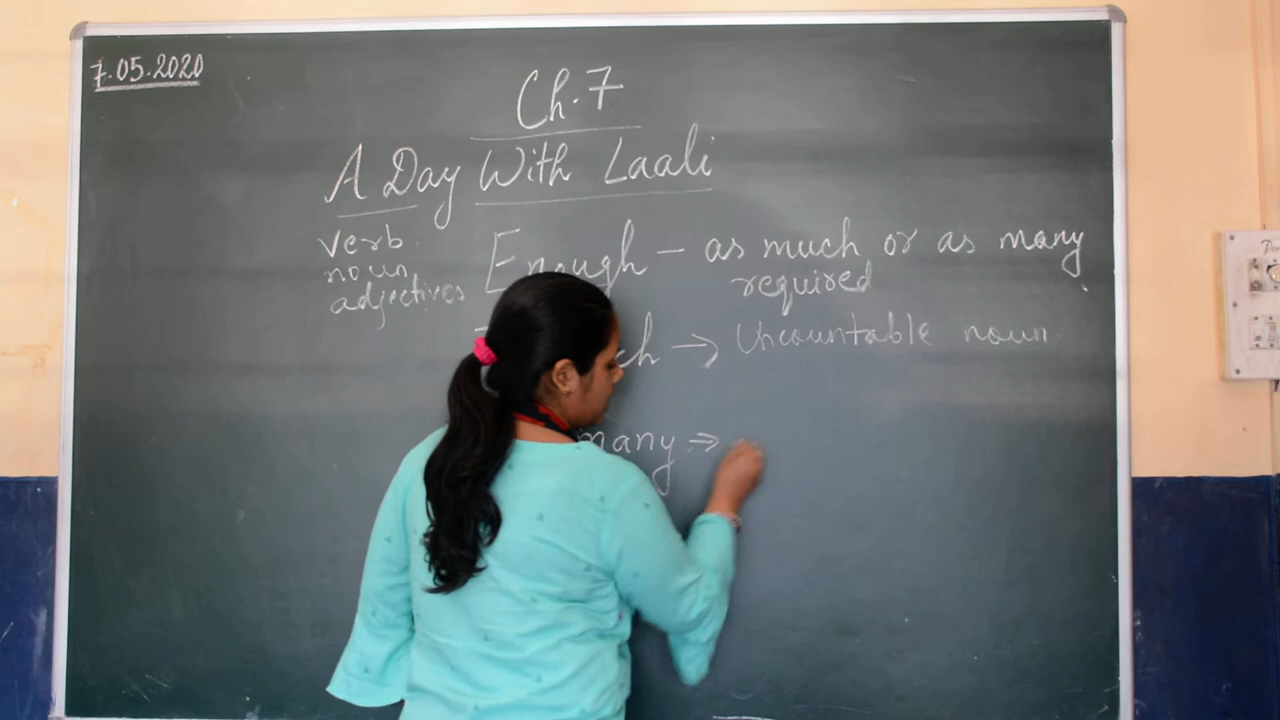 7.05.2020
Ch.7
A Day With Laali
verb
noun
adjectives
Enough – as much or as many
required
→ Uncountable noun
many ⇒